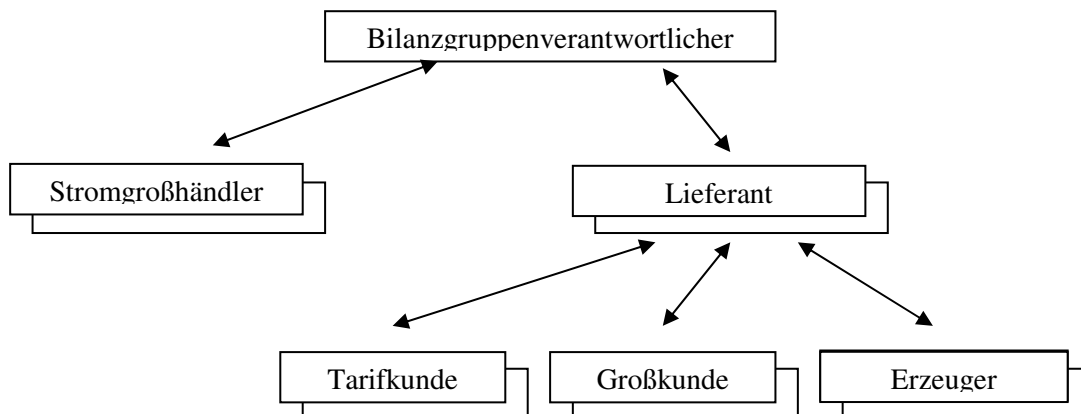 Bilanzgruppenverantwortlicher
Stromgroßhändler
Lieferant
Tarifkunde
Großkunde
Erzeuger